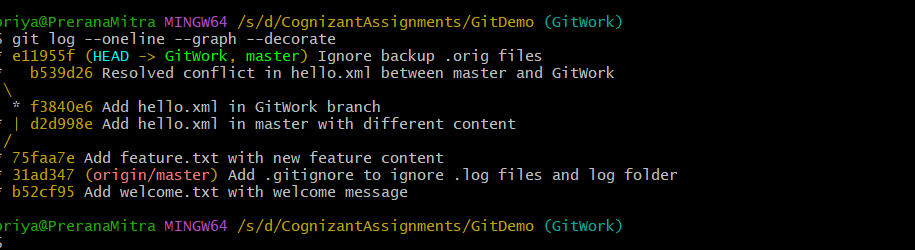 oriya@PreranaMitra MINGW64 /s/d/CognizantAssignments/GitDemo (GitWork)
$ git log --oneline --graph --decorate
* e11955f (HEAD -> GitWork, master) Ignore backup .orig files
*   b539d26 Resolved conflict in hello.xml between master and GitWork
\
  * f3840e6 Add hello.xml in GitWork branch
* | d2d998e Add hello.xml in master with different content
/
* 75faa7e Add feature.txt with new feature content
* 31ad347 (origin/master) Add .gitignore to ignore .log files and log folder
* b52cf95 Add welcome.txt with welcome message
oriya@PreranaMitra MINGW64 /s/d/CognizantAssignments/GitDemo (GitWork)